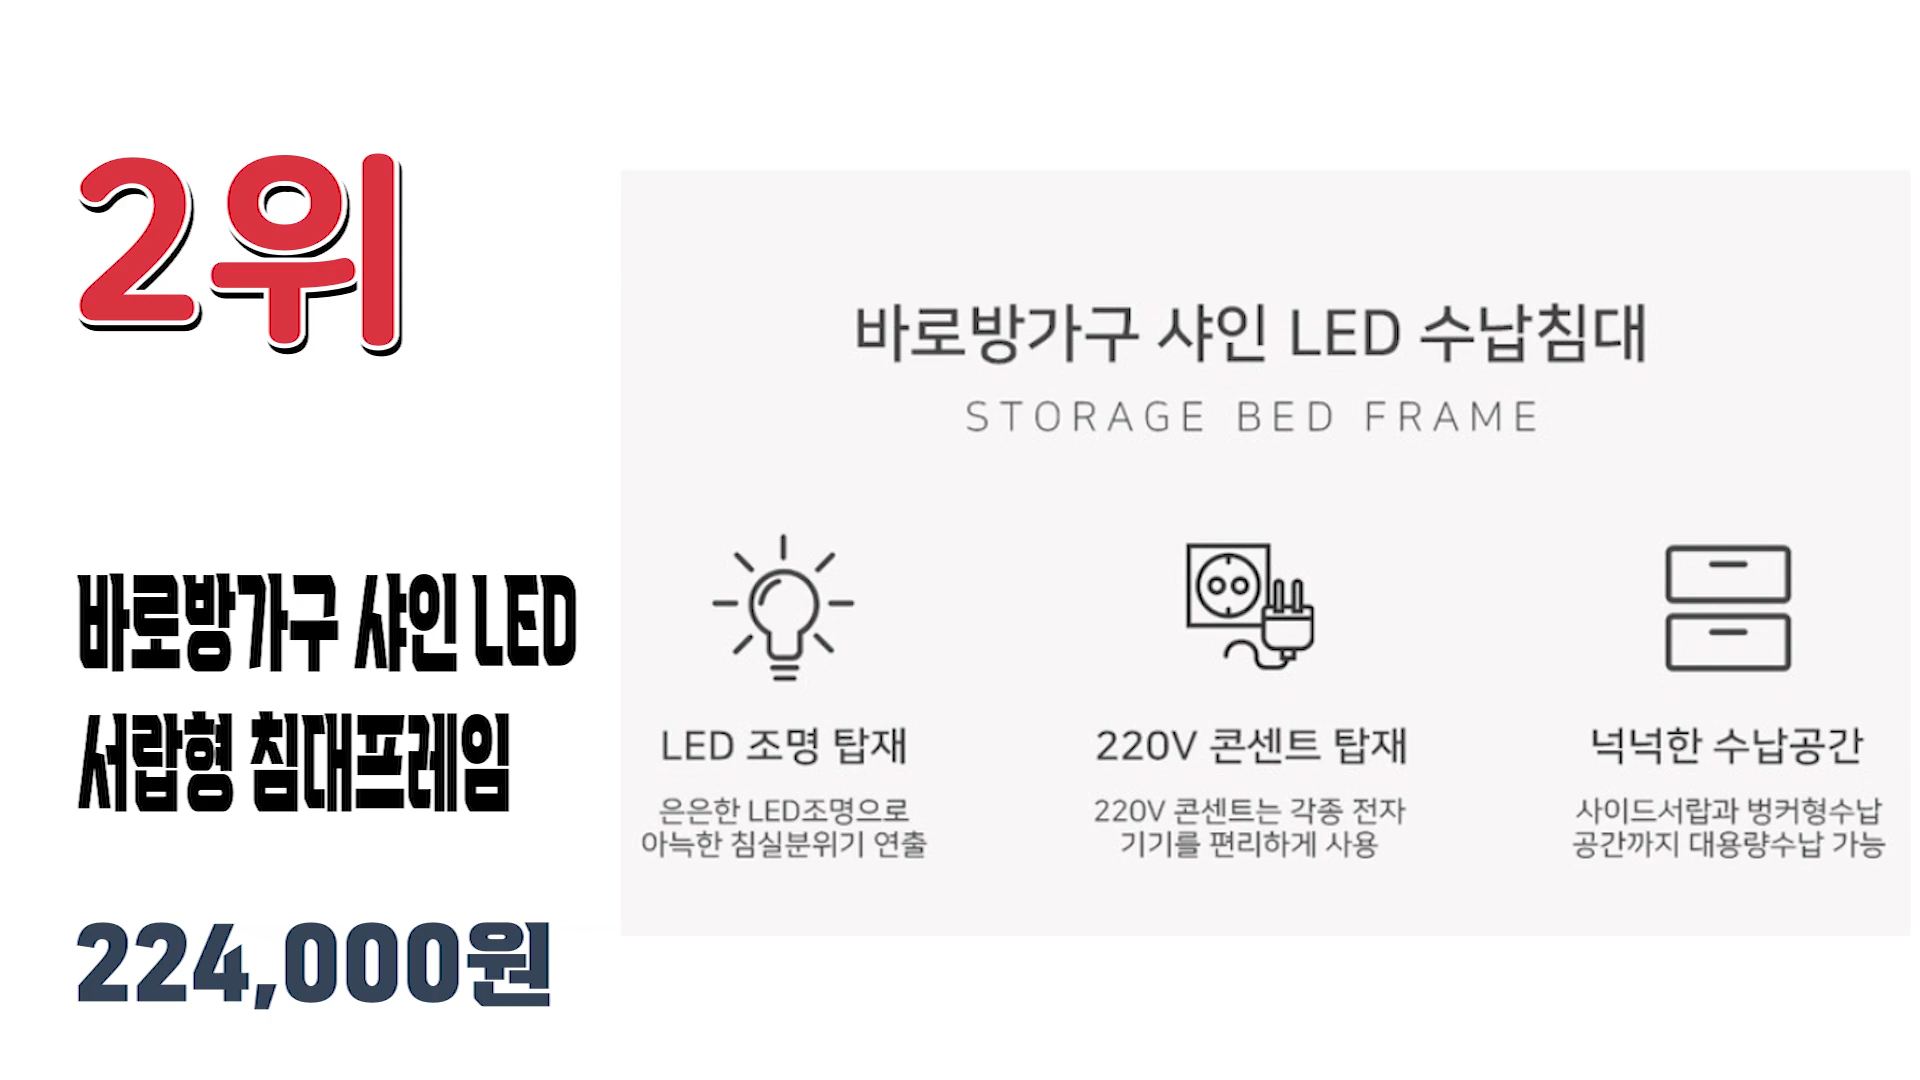 2위
바로방가구 샤인 LED
서랍형 침대프레임
224,000원
바로방가구 샤인 LED 수납침대
STORAGE BED FRAME
LED 조명 탑재
은은한 LED조명으로
아늑한 침실분위기 연출
220V 콘센트 탑재
220V 콘센트는 각종 전자
기기를 편리하게 사용
넉넉한 수납공간
사이드서랍과 벙커형수납
공간까지 대용량수납 가능